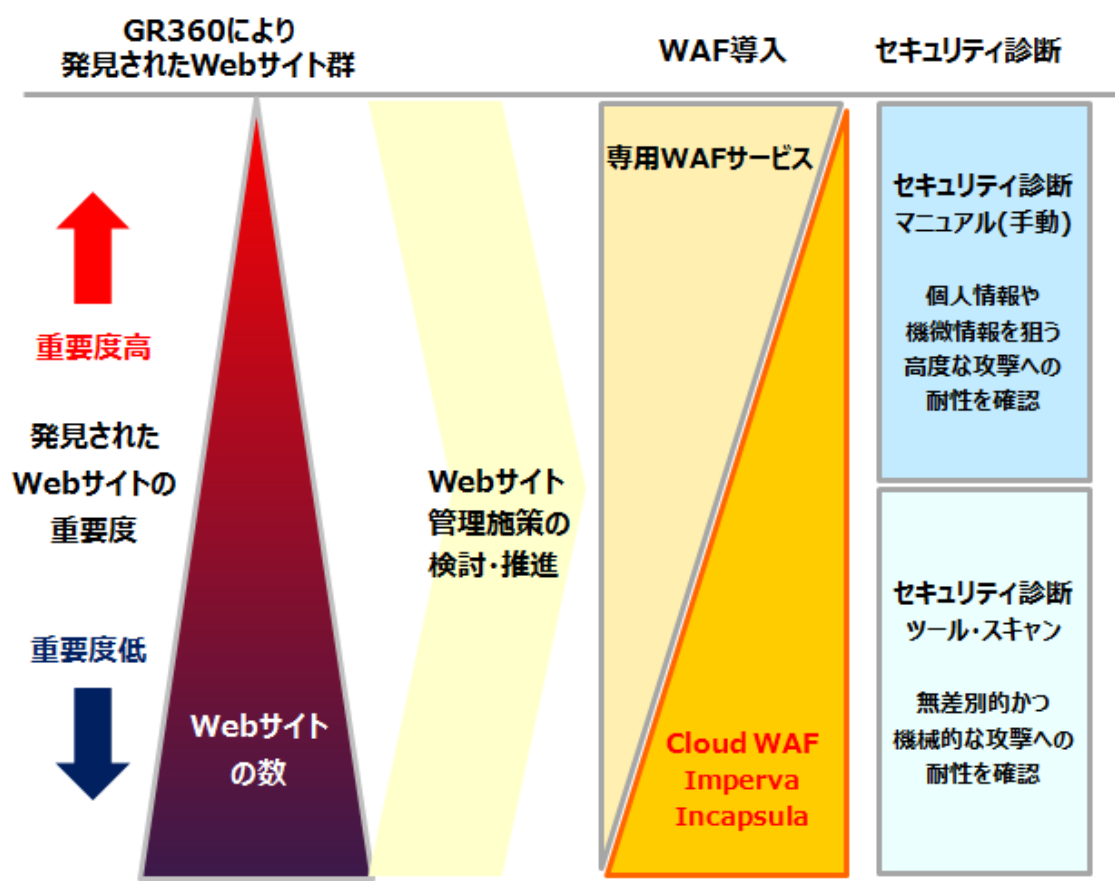 GR360により
発見されたWebサイト群
WAF導入
セキュリティ診断
重要度高
発見された
Webサイトの
重要度
重要度低
Webサイト
の数
Webサイト
管理施策の
検討・推進
専用WAFサービス
Cloud WAF
Imperva
Incapsula
セキュリティ診断
マニュアル(手動)
個人情報や
機微情報を狙う
高度な攻撃への
耐性を確認
セキュリティ診断
ツール・スキャン
無差別的かつ
機械的な攻撃への
耐性を確認